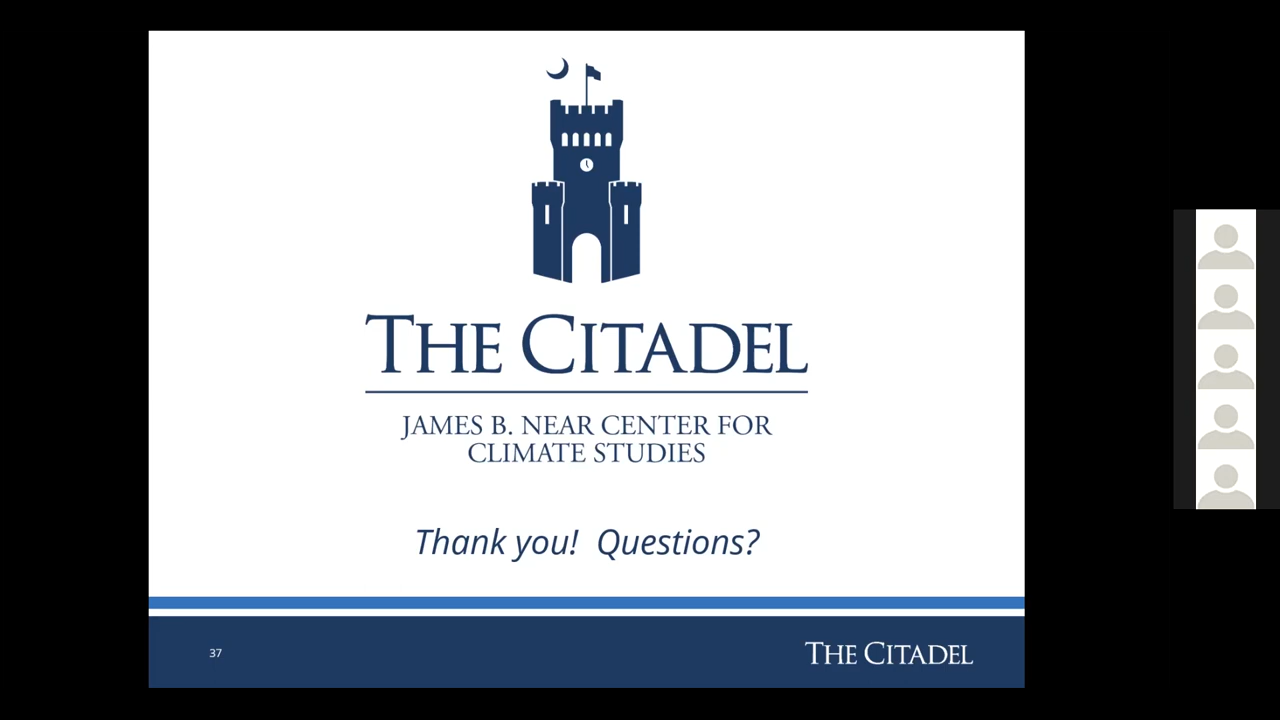 THE CITADEL
JAMES B. NEAR CENTER FOR
CLIMATE STUDIES
Thank you! Questions?
37
THE CITADEL